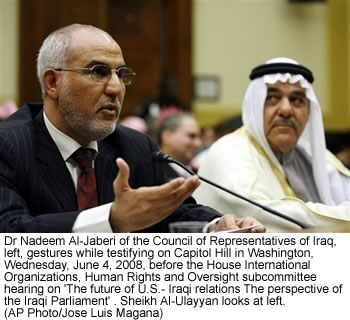 Dr Nadeem Al-Jaberi of the Council of Representatives of Iraq,
left, gestures while testifying on Capitol Hill in Washington,
Wednesday, June 4, 2008, before the House International
Organizations, Human Rights and Oversight subcommittee
hearing on 'The future of U.S.- Iraqi relations The perspective of
the Iraqi Parliament' . Sheikh Al-Ulayyan looks at left.
(AP Photo/Jose Luis Magana)